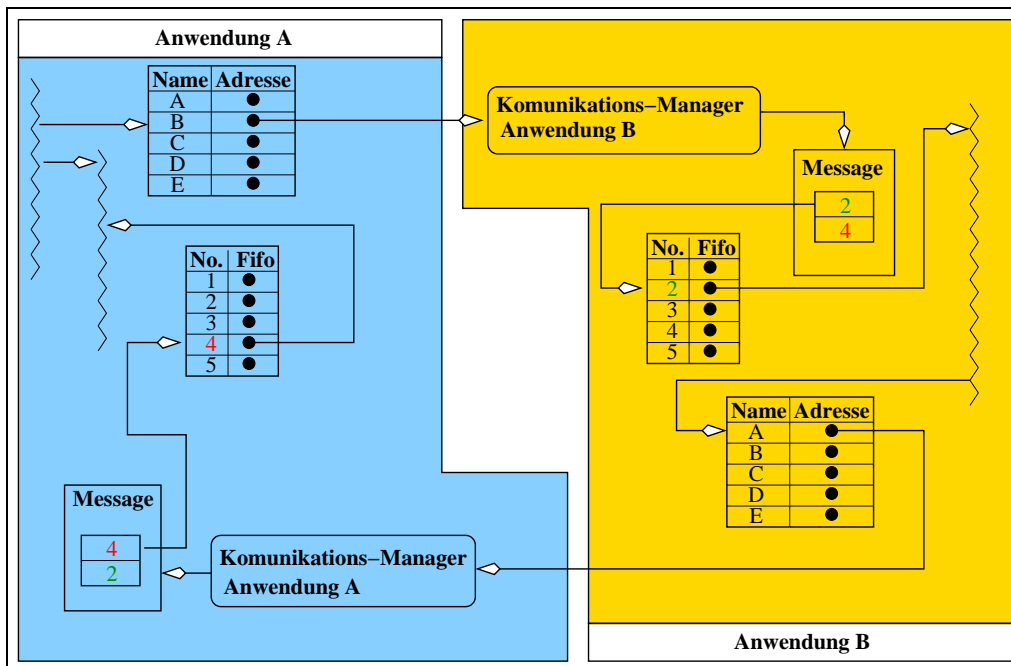 Anwendung A
Name Adresse
A
B
C
D
E
No. Fifo
1
2
3
4
5
Message
4
2
Komunikations−Manager
Anwendung A
Komunikations−Manager
Anwendung B
Message
2
4
No. Fifo
1
2
3
4
5
Name Adresse
A
B
C
D
E
Anwendung B